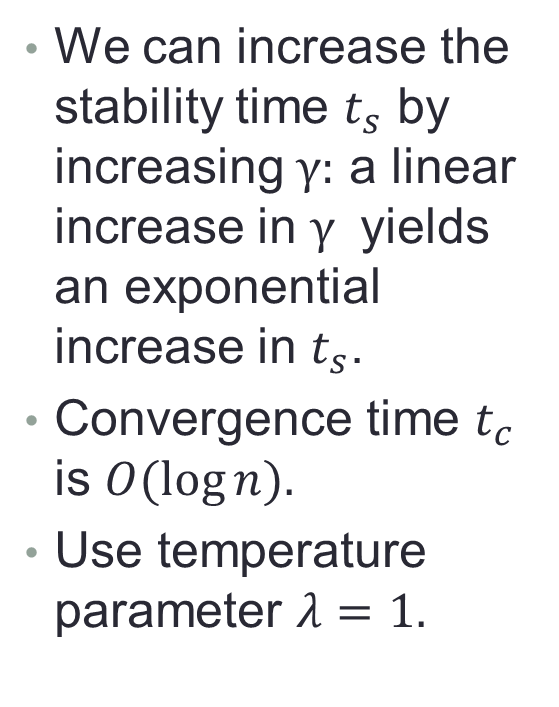 • We can increase the
stability time 𝑡ₛ by
increasing γ: a linear
increase in γ yields
an exponential
increase in 𝑡ₛ.
• Convergence time 𝑡_𝑐
is 𝑂(log 𝑛).
• Use temperature
parameter 𝜆 = 1.